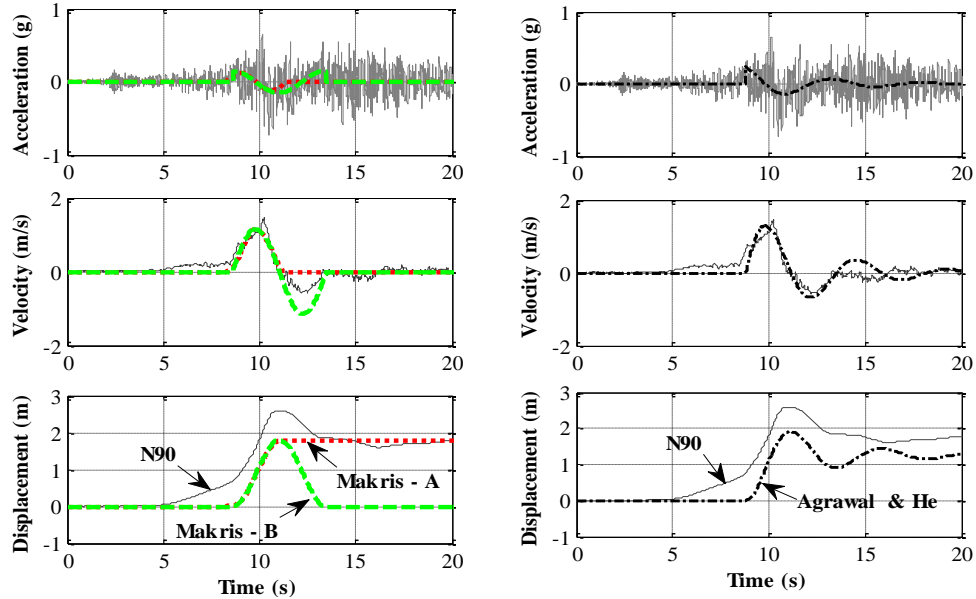 Acceleration (g)
1
0
-1
0 5 10 15 20
Velocity (m/s)
2
0
-2
0 5 10 15 20
Displacement (m)
3
2
1
0
-1
0 5 10 15 20
N90
Makris - A
Makris - B
Time (s)
Acceleration (g)
1
0
-1
0 5 10 15 20
Velocity (m/s)
2
0
-2
0 5 10 15 20
Displacement (m)
3
2
1
0
-1
0 5 10 15 20
N90
Agrawal & He
Time (s)